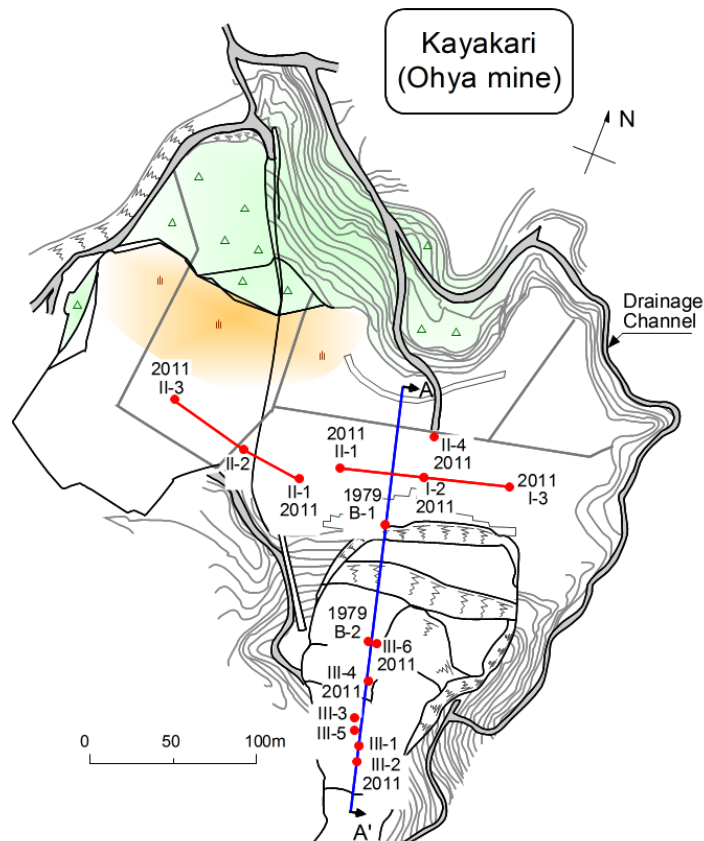 Kayakari
(Ohya mine)
N
Drainage
Channel
2011
II-3
A
2011
II-1
II-4
2011
II-2
I-2
2011
2011
I-3
II-1
2011
1979
B-1
1979
B-2
III-6
2011
III-4
2011
III-3
III-5
III-1
III-2
2011
0 50 100m
A'